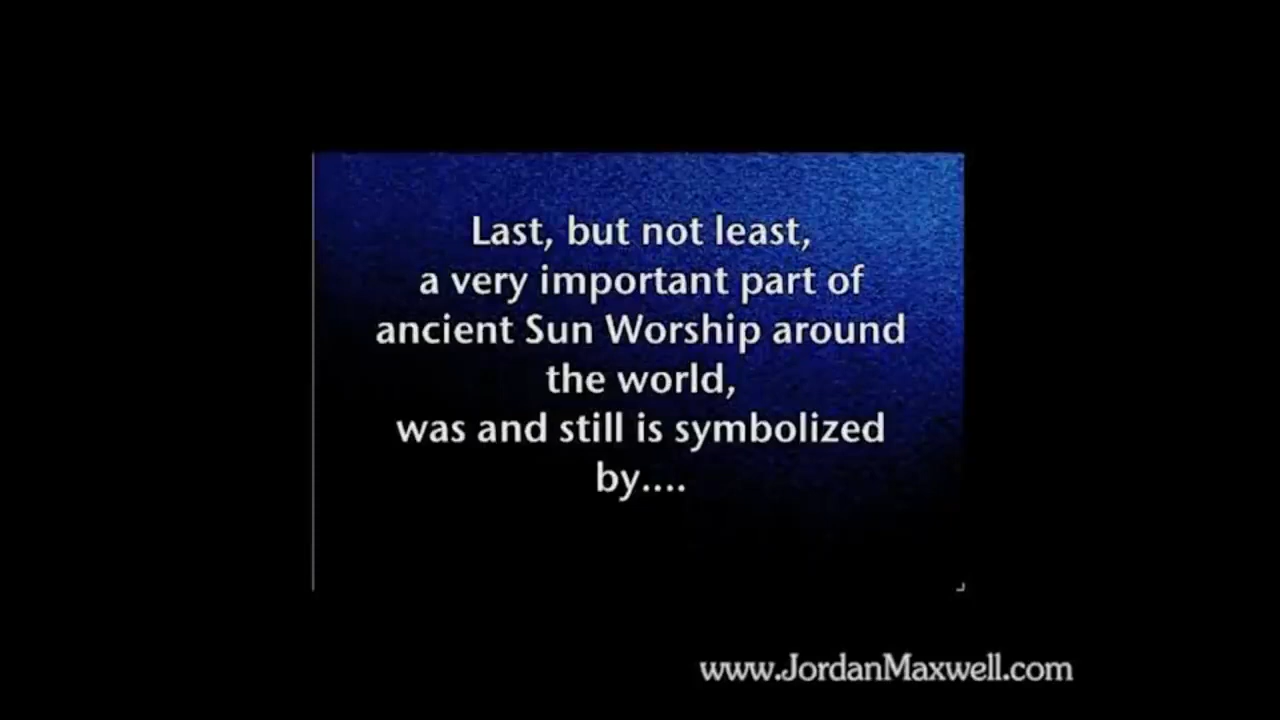 Last, but not least,
a very important part of
ancient Sun Worship around
the world,
was and still is symbolized
by....
www.JordanMaxwell.com